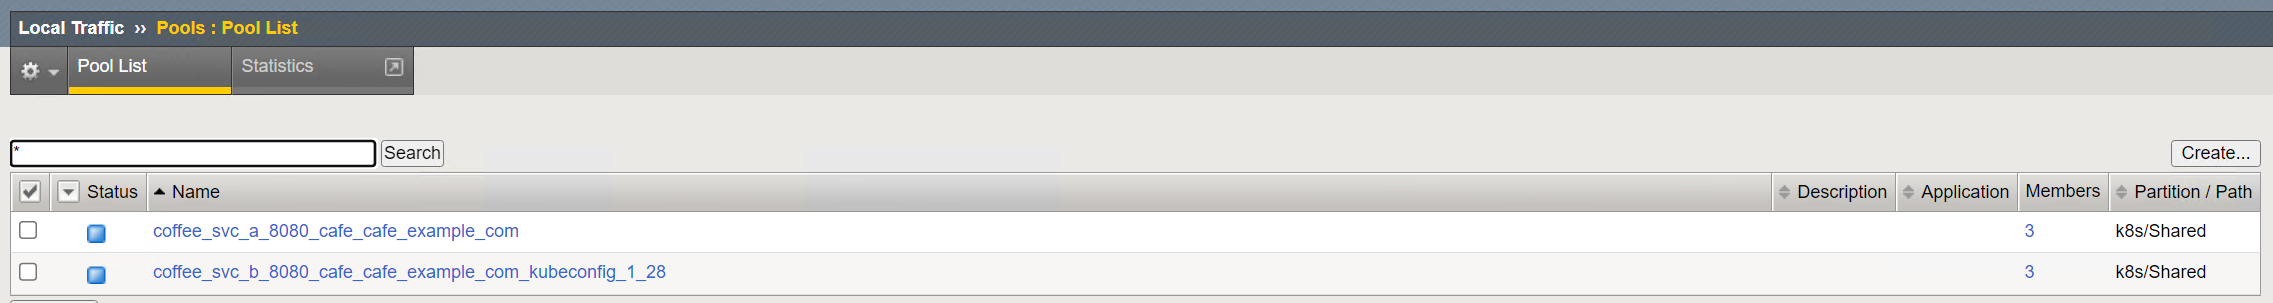 Local Traffic ›› Pools : Pool List
Pool List Statistics
* Search Create...
Status Name Description Application Members Partition / Path
coffee_svc_a_8080_cafe_cafe_example_com 3 k8s/Shared
coffee_svc_b_8080_cafe_cafe_example_com_kubeconfig_1_28 3 k8s/Shared